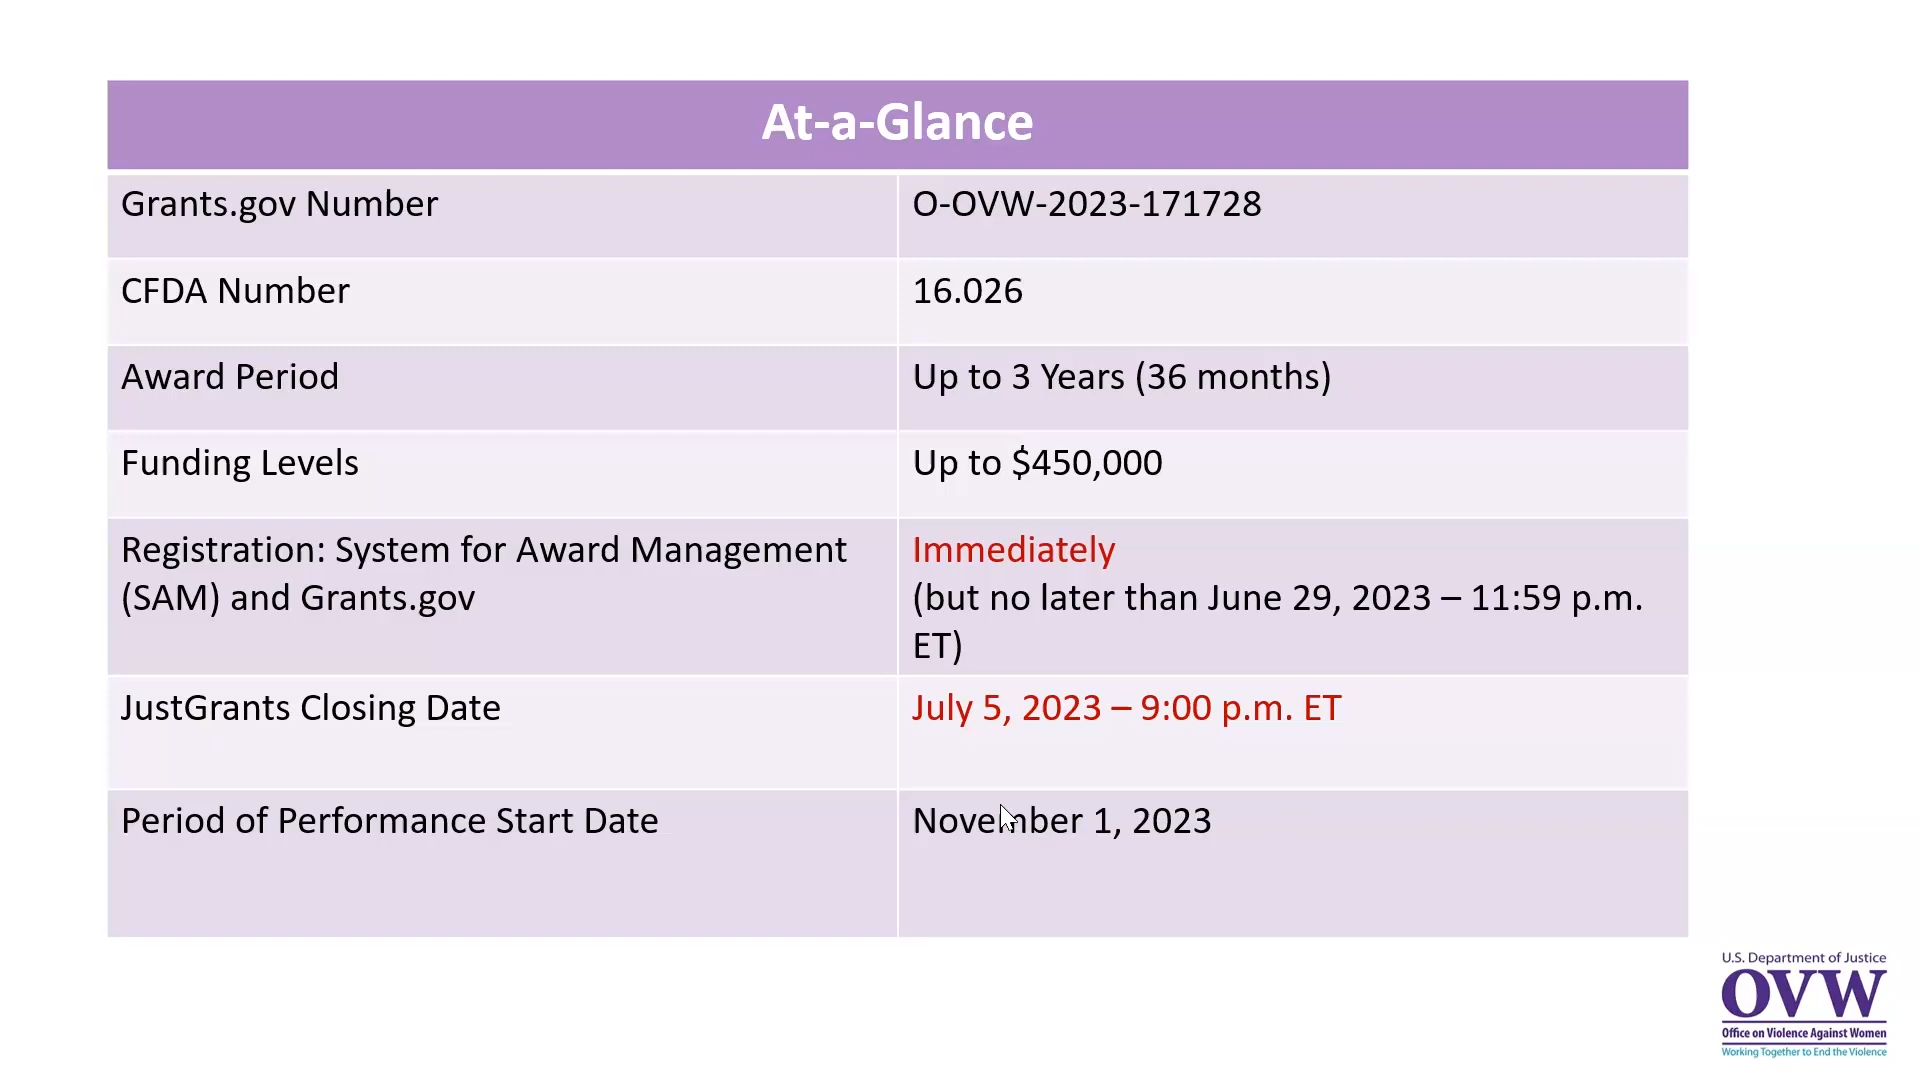 At-a-Glance
Grants.gov Number
O-OVW-2023-171728
CFDA Number
16.026
Award Period
Up to 3 Years (36 months)
Funding Levels
Up to $450,000
Registration: System for Award Management
(SAM) and Grants.gov
Immediately
(but no later than June 29, 2023 – 11:59 p.m.
ET)
JustGrants Closing Date
July 5, 2023 – 9:00 p.m. ET
Period of Performance Start Date
November 1, 2023
U.S. Department of Justice
OVW
Office on Violence Against Women
Working Together to End the Violence